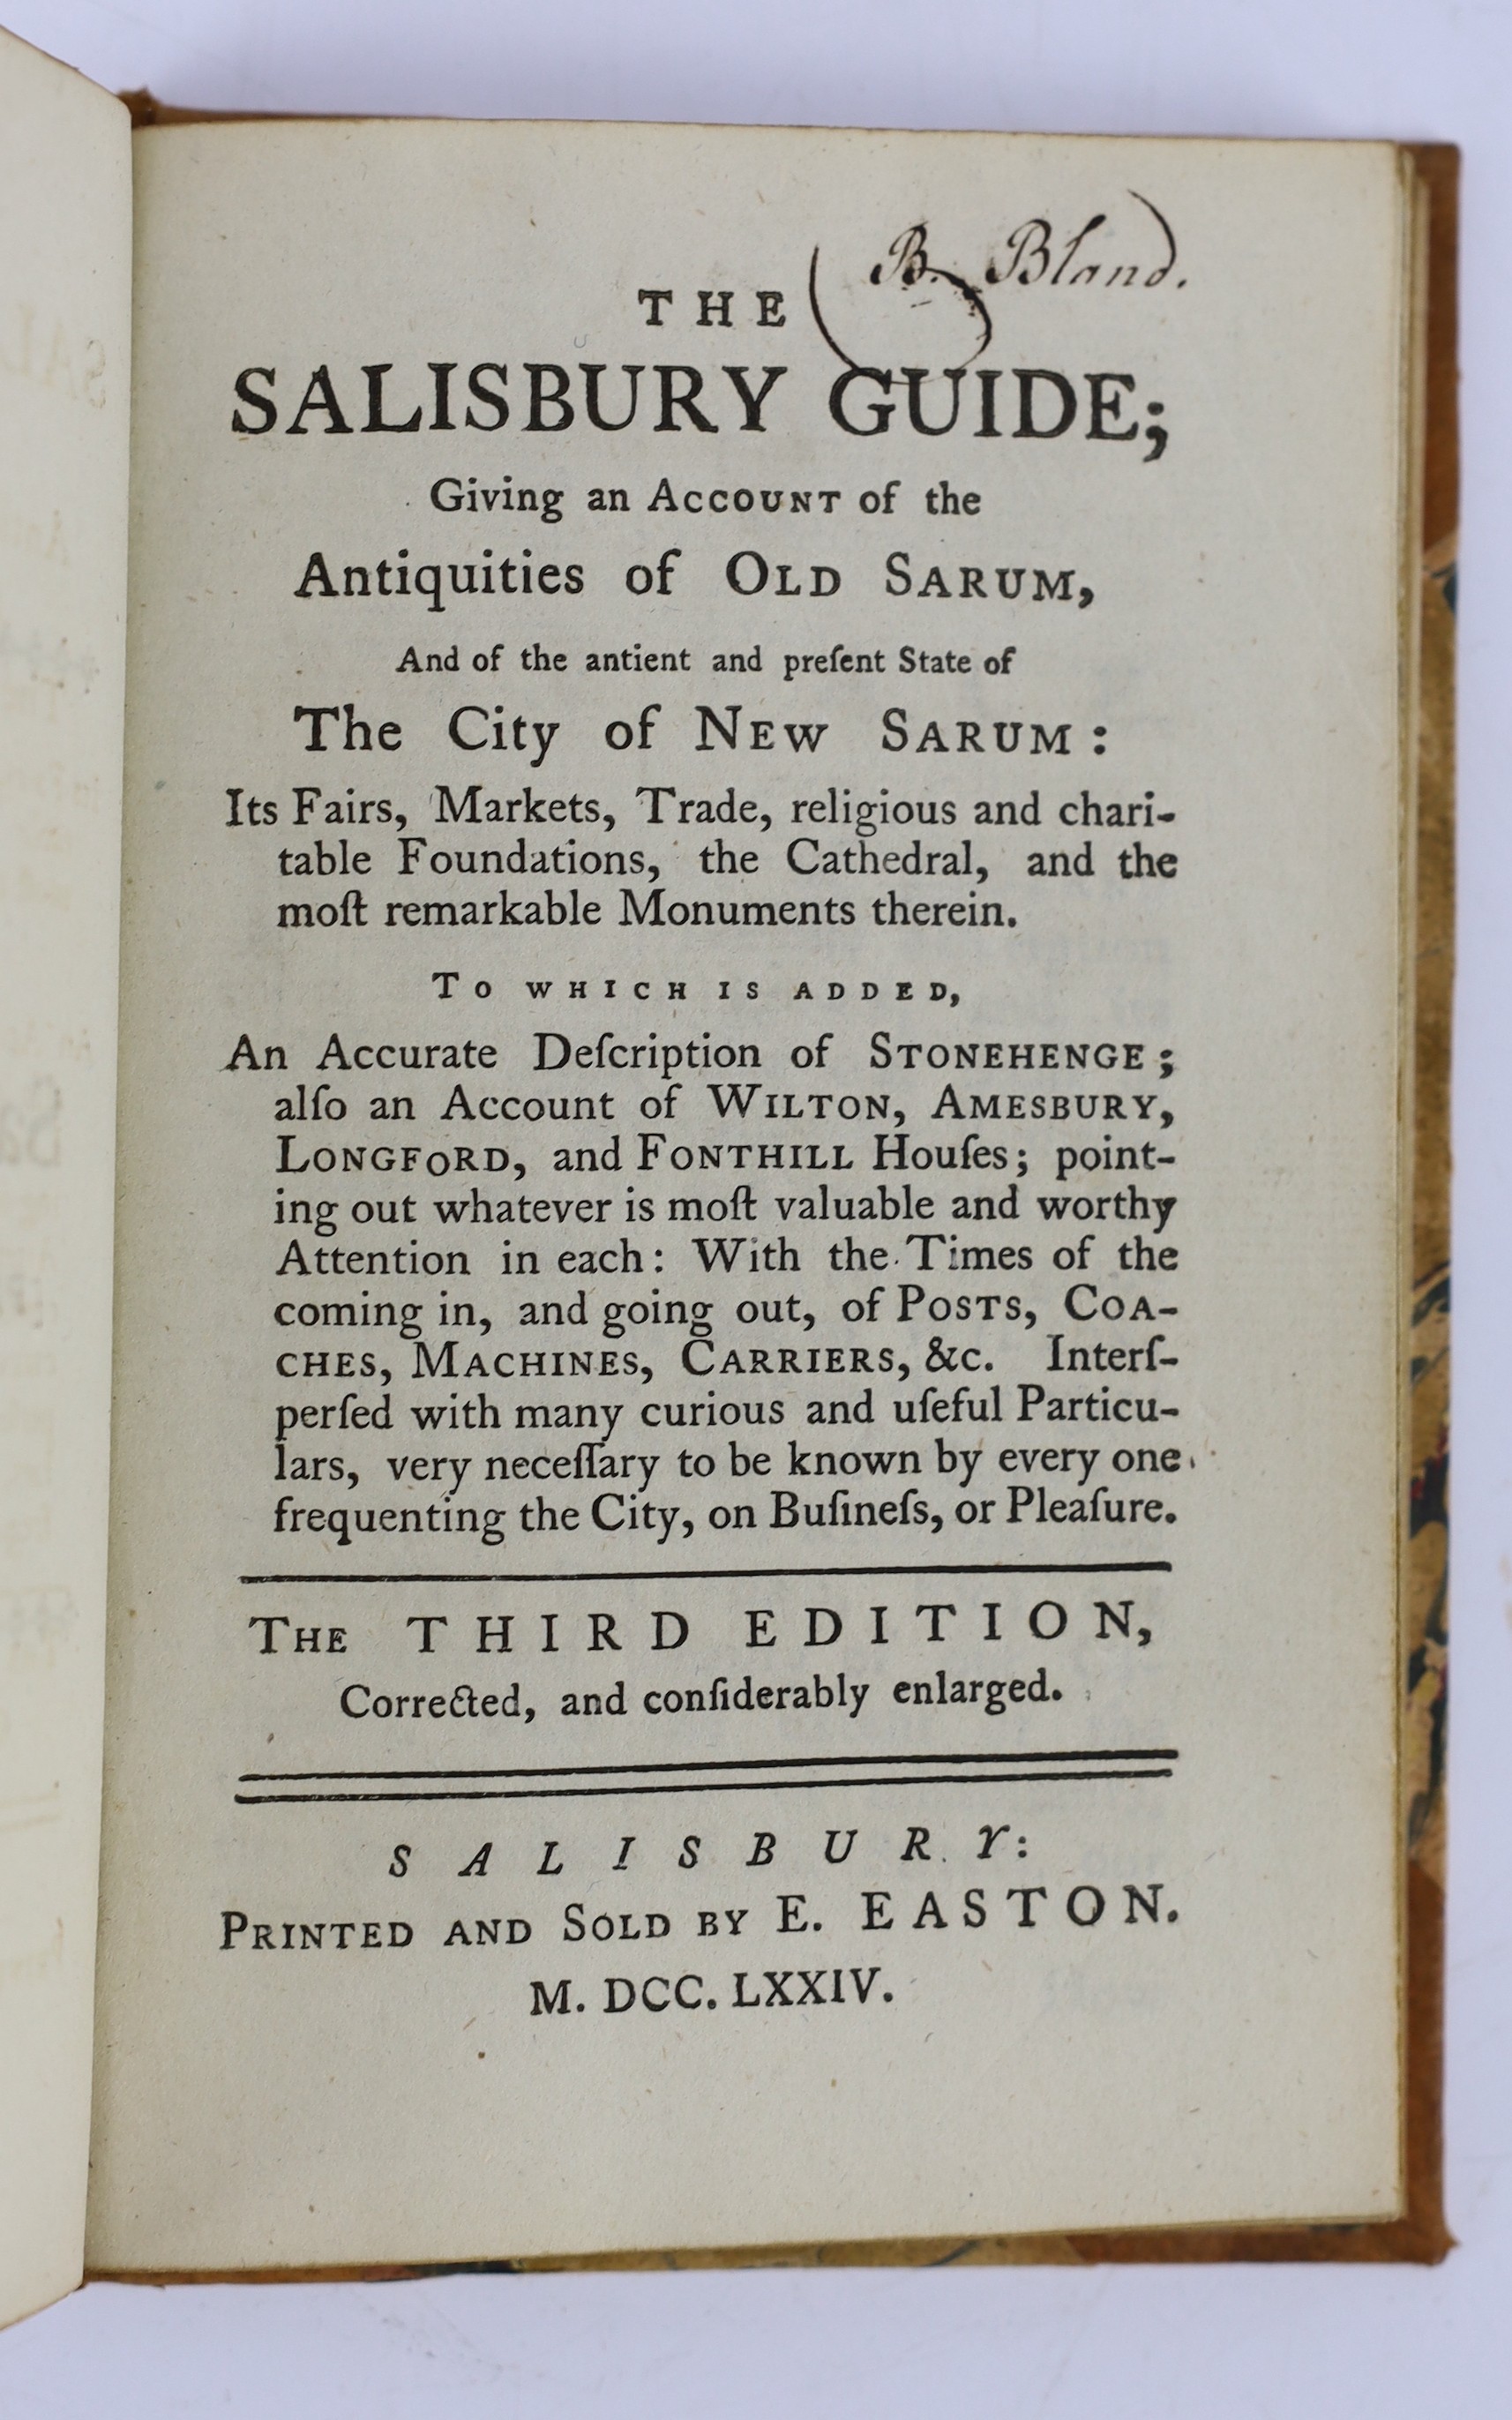 B. Bland.
THE
SALISBURY GUIDE;
Giving an ACCOUNT of the
Antiquities of OLD SARUM,
And of the antient and preſent State of
The City of NEW SARUM:
Its Fairs, Markets, Trade, religious and chari-
table Foundations, the Cathedral, and the
moſt remarkable Monuments therein.
TO WHICH IS ADDED,
An Accurate Deſcription of STONEHENGE;
alſo an Account of WILTON, AMESBURY,
LONGFORD, and FONTHILL Houſes; point-
ing out whatever is moſt valuable and worthy
Attention in each: With the Times of the
coming in, and going out, of POSTS, COA-
CHES, MACHINES, CARRIERS, &c. Interſ-
perſed with many curious and uſeful Particu-
lars, very neceſſary to be known by every one
frequenting the City, on Buſineſs, or Pleaſure.
THE THIRD EDITION,
Corrected, and conſiderably enlarged.
SALISBURY:
PRINTED AND SOLD BY E. EASTON.
M. DCC. LXXIV.